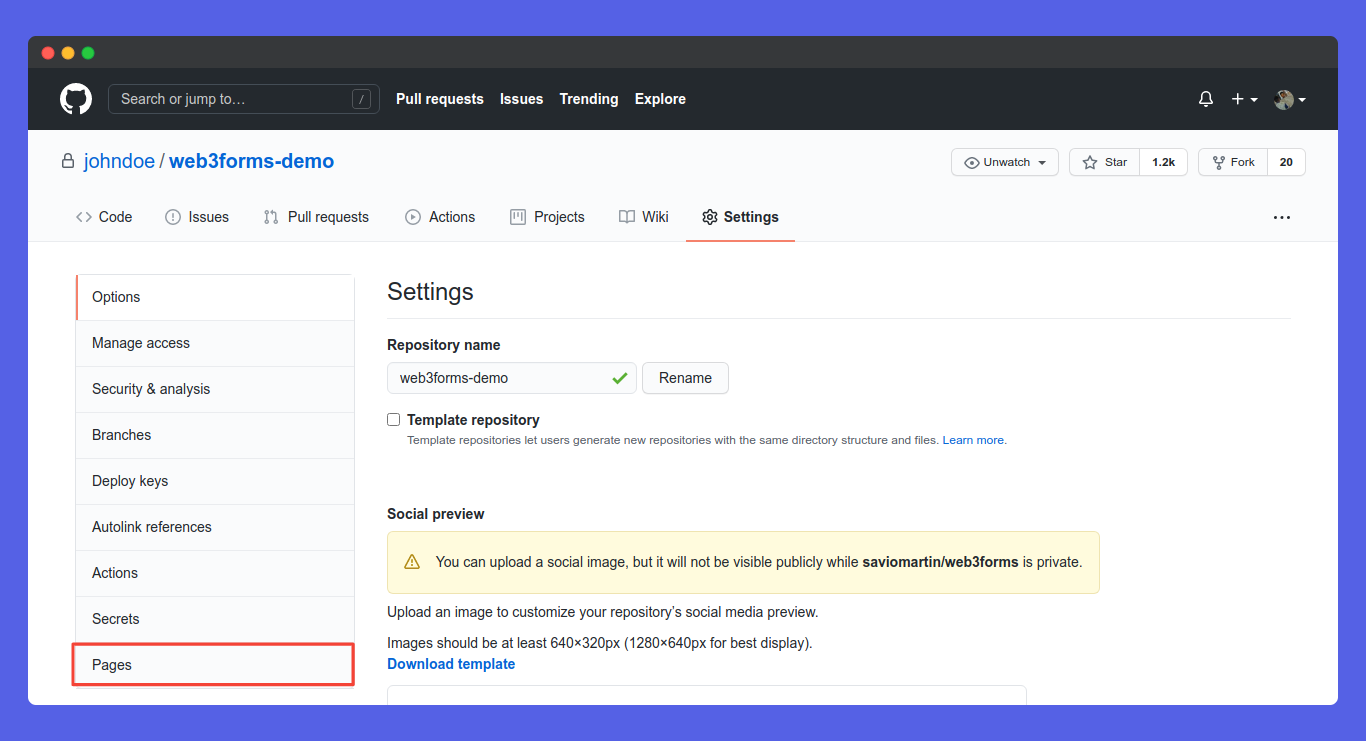 Search or jump to… /
Pull requests Issues Trending Explore
johndoe / web3forms-demo
Unwatch Star 1.2k Fork 20
Code Issues Pull requests Actions Projects Wiki Settings
Options
Manage access
Security & analysis
Branches
Deploy keys
Autolink references
Actions
Secrets
Pages
Settings
Repository name
web3forms-demo Rename
Template repository
Template repositories let users generate new repositories with the same directory structure and files. Learn more.
Social preview
You can upload a social image, but it will not be visible publicly while saviomartin/web3forms is private.
Upload an image to customize your repository’s social media preview.
Images should be at least 640×320px (1280×640px for best display).
Download template